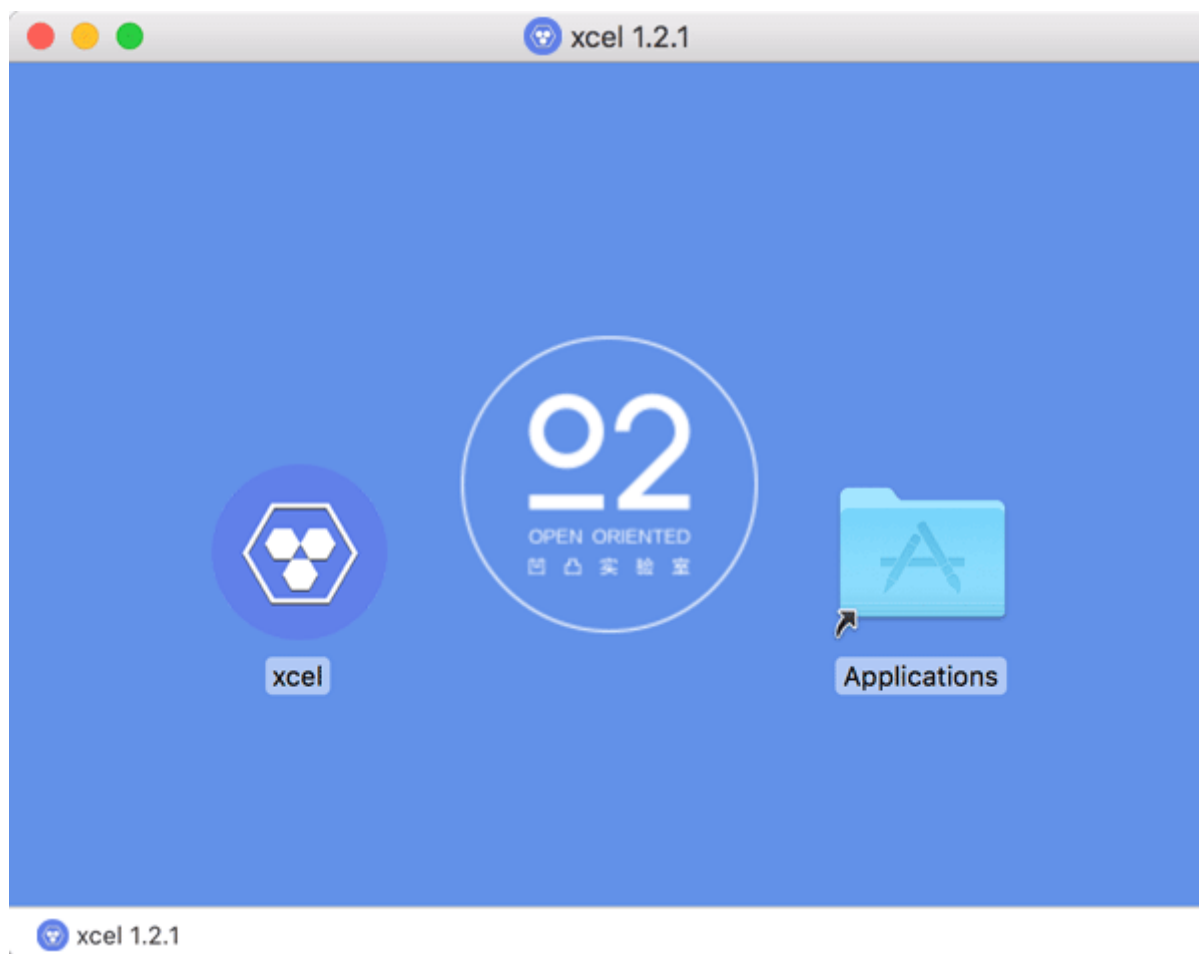 xcel 1.2.1
o2
OPEN ORIENTED
凹凸实验室
xcel
Applications
xcel 1.2.1